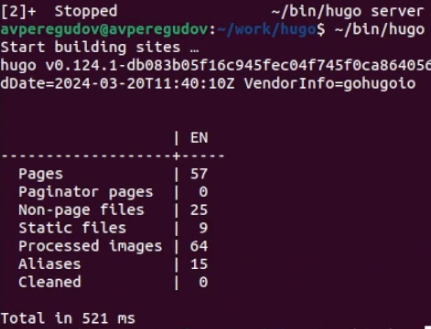 [2]+  Stopped                 ~/bin/hugo server
avperegudov@avperegudov:~/work/hugo$ ~/bin/hugo
Start building sites …
hugo v0.124.1-db083b05f16c945fec04f745f0ca8640560
dDate=2024-03-20T11:40:10Z VendorInfo=gohugoio
                   | EN
-------------------+-----
  Pages            | 57
  Paginator pages  |  0
  Non-page files   | 25
  Static files     |  9
  Processed images | 64
  Aliases          | 15
  Cleaned          |  0
Total in 521 ms